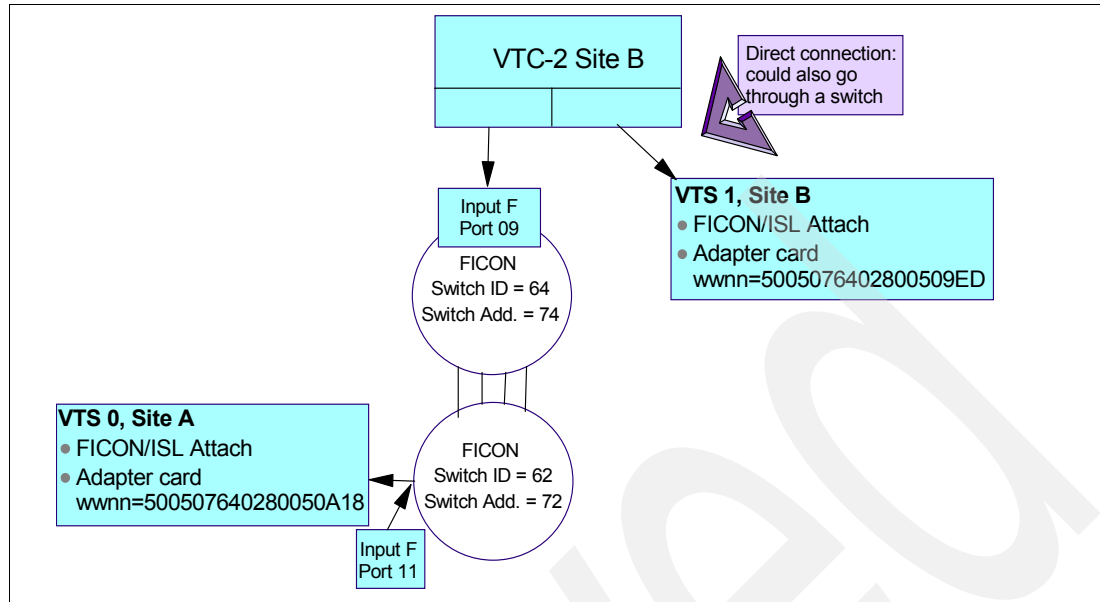 VTC-2 Site B
Direct connection:
could also go
through a switch
Input F
Port 09
VTS 1, Site B
● FICON/ISL Attach
● Adapter card
wwnn=5005076402800509ED
FICON
Switch ID = 64
Switch Add. = 74
VTS 0, Site A
● FICON/ISL Attach
● Adapter card
wwnn=500507640280050A18
FICON
Switch ID = 62
Switch Add. = 72
Input F
Port 11